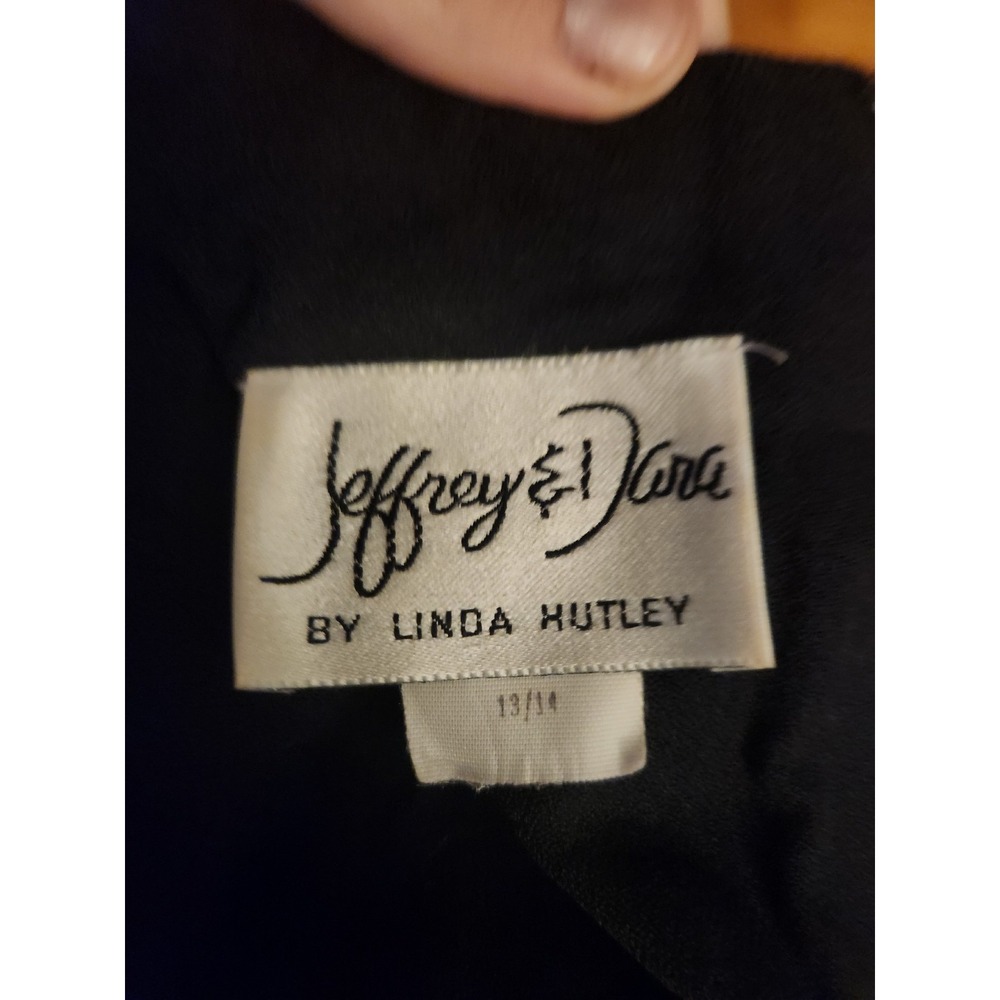 Jeffrey & Dara
BY LINDA HUTLEY
13/14